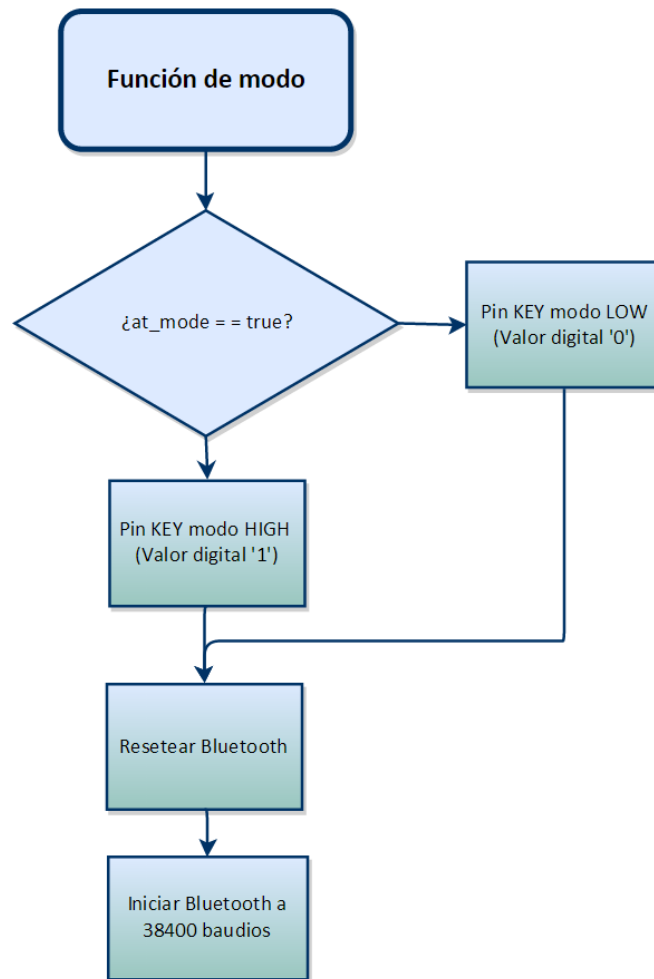 Función de modo
¿at_mode = = true?
Pin KEY modo LOW
(Valor digital '0')
Pin KEY modo HIGH
(Valor digital '1')
Resetear Bluetooth
Iniciar Bluetooth a
38400 baudios